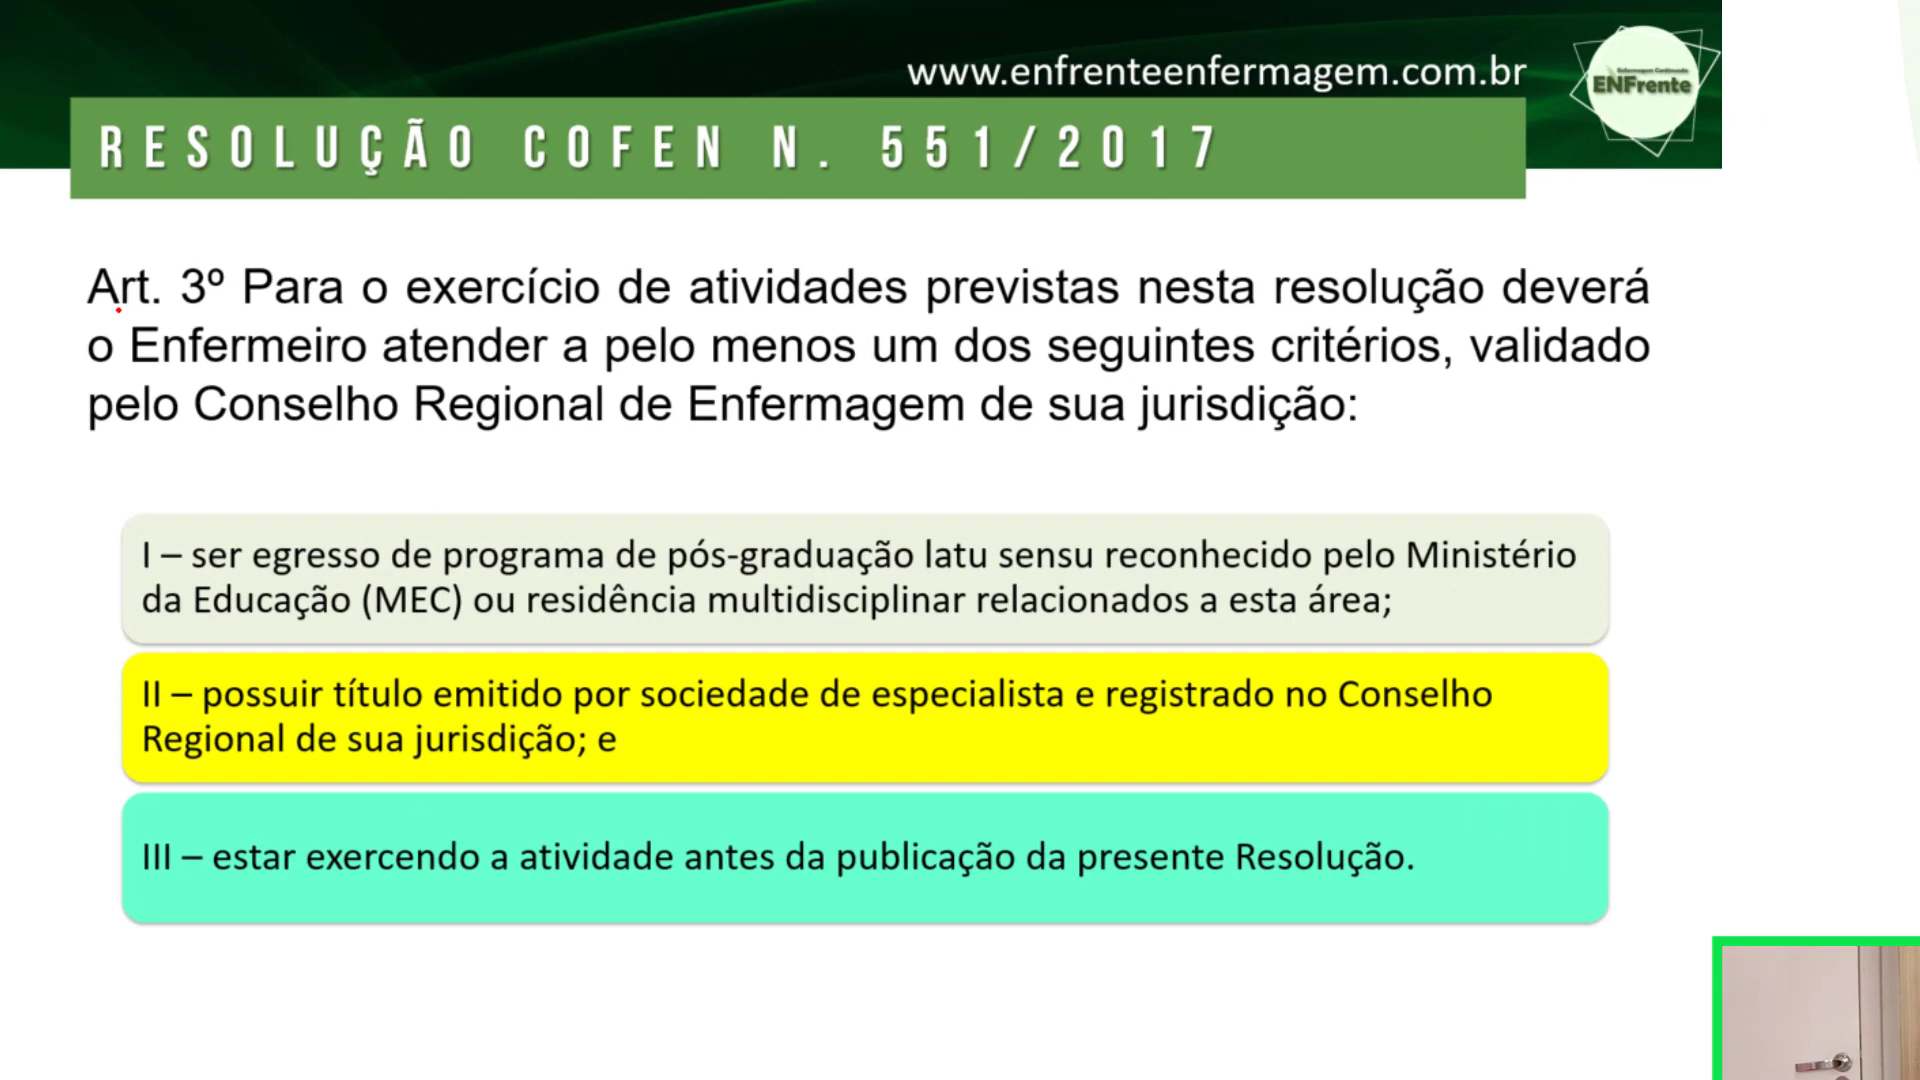 www.enfrenteenfermagem.com.br
ENFrente
RESOLUÇÃO COFEN N. 551/2017
Art. 3º Para o exercício de atividades previstas nesta resolução deverá
o Enfermeiro atender a pelo menos um dos seguintes critérios, validado
pelo Conselho Regional de Enfermagem de sua jurisdição:
I – ser egresso de programa de pós-graduação latu sensu reconhecido pelo Ministério
da Educação (MEC) ou residência multidisciplinar relacionados a esta área;
II – possuir título emitido por sociedade de especialista e registrado no Conselho
Regional de sua jurisdição; e
III – estar exercendo a atividade antes da publicação da presente Resolução.